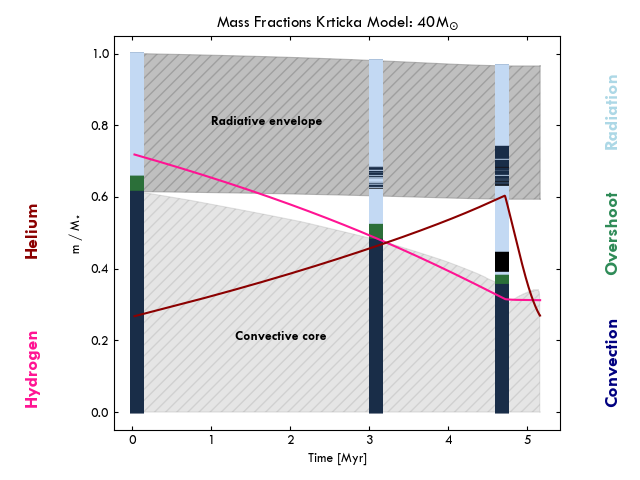 Mass Fractions Krticka Model: 40M☉
1.0
0.8
0.6
0.4
0.2
0.0
m / M⋆
Radiative envelope
Convective core
0 1 2 3 4 5
Time [Myr]
Helium
Hydrogen
Radiation
Overshoot
Convection